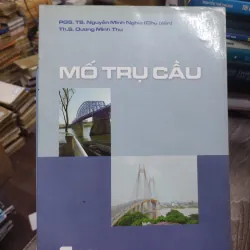 PGS. TS. Nguyễn Minh Nghĩa (Chủ biên)
Th.S. Dương Minh Thu
MỐ TRỤ CẦU